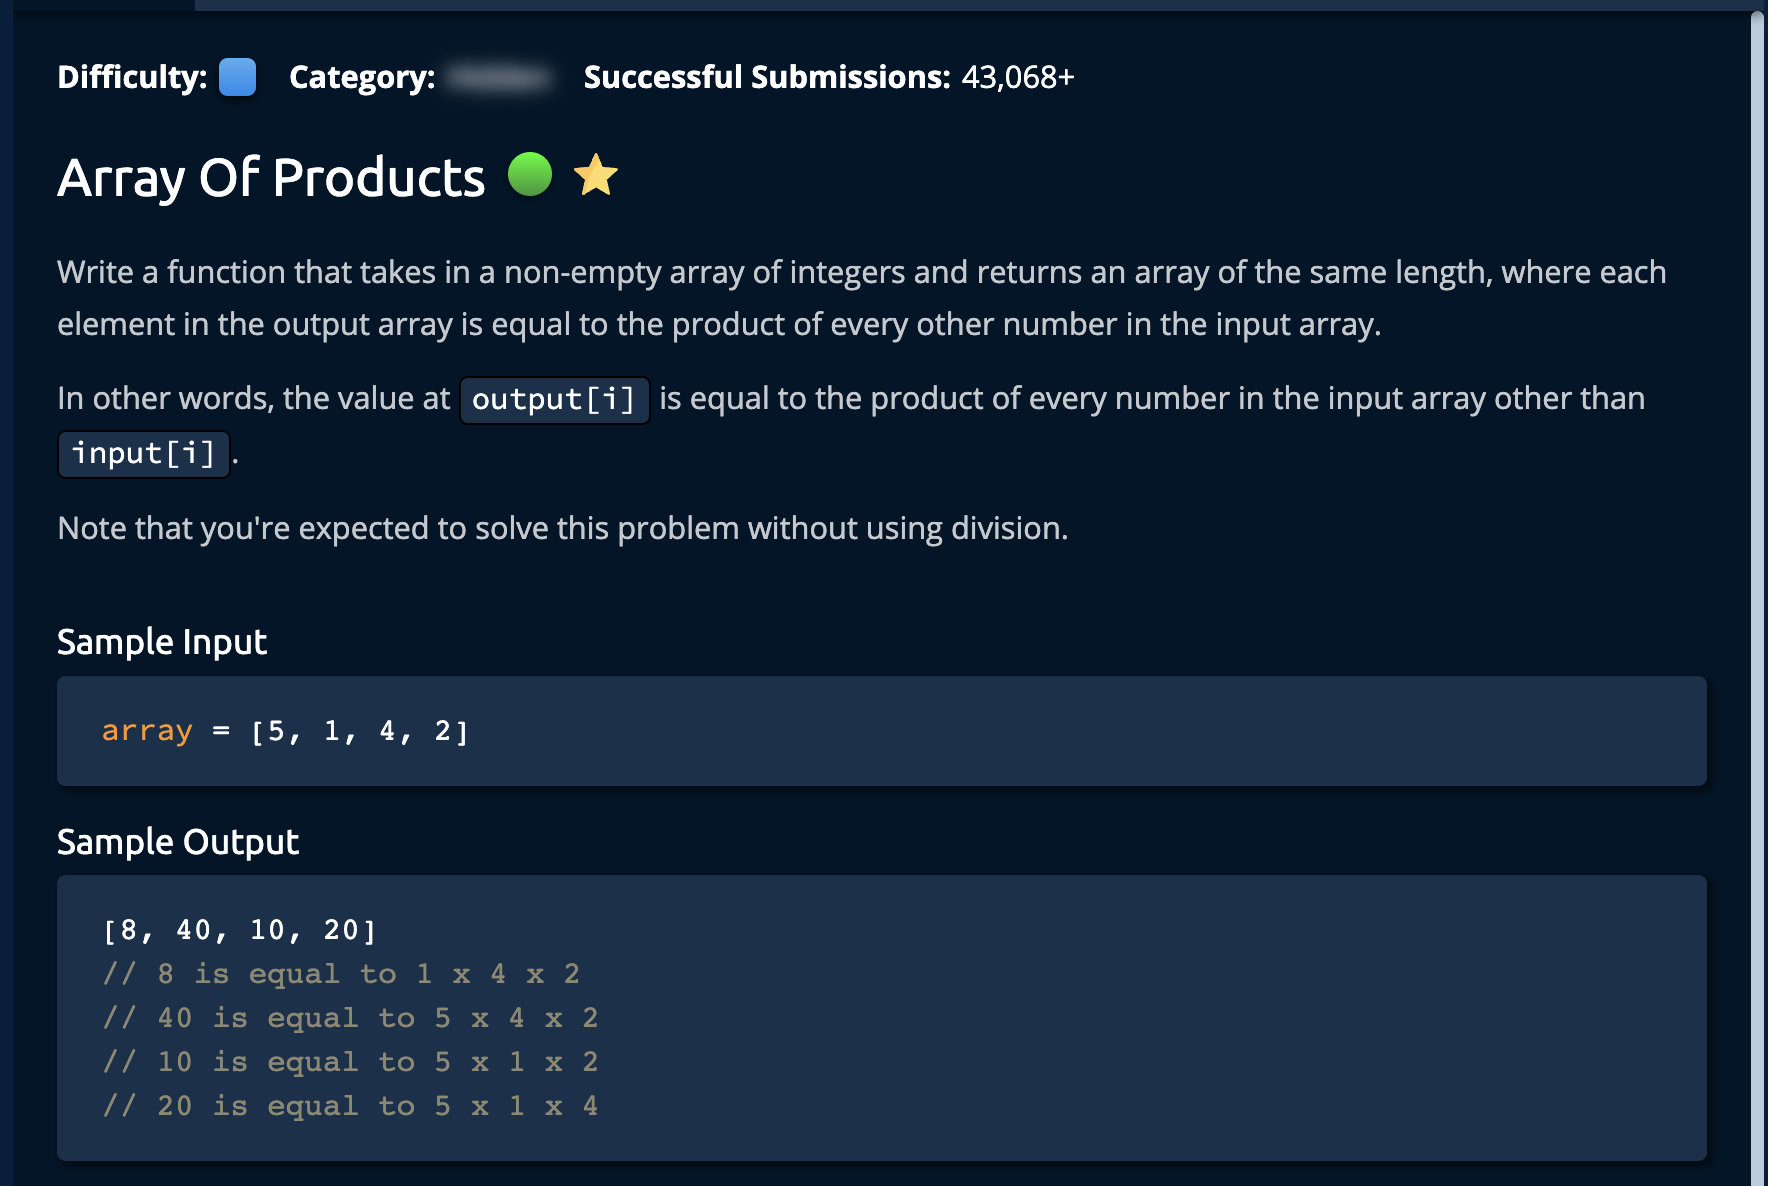 Difficulty: Category: Successful Submissions: 43,068+
Array Of Products
Write a function that takes in a non-empty array of integers and returns an array of the same length, where each
element in the output array is equal to the product of every other number in the input array.
In other words, the value at output[i] is equal to the product of every number in the input array other than
input[i].
Note that you're expected to solve this problem without using division.
Sample Input
array = [5, 1, 4, 2]
Sample Output
[8, 40, 10, 20]
// 8 is equal to 1 x 4 x 2
// 40 is equal to 5 x 4 x 2
// 10 is equal to 5 x 1 x 2
// 20 is equal to 5 x 1 x 4